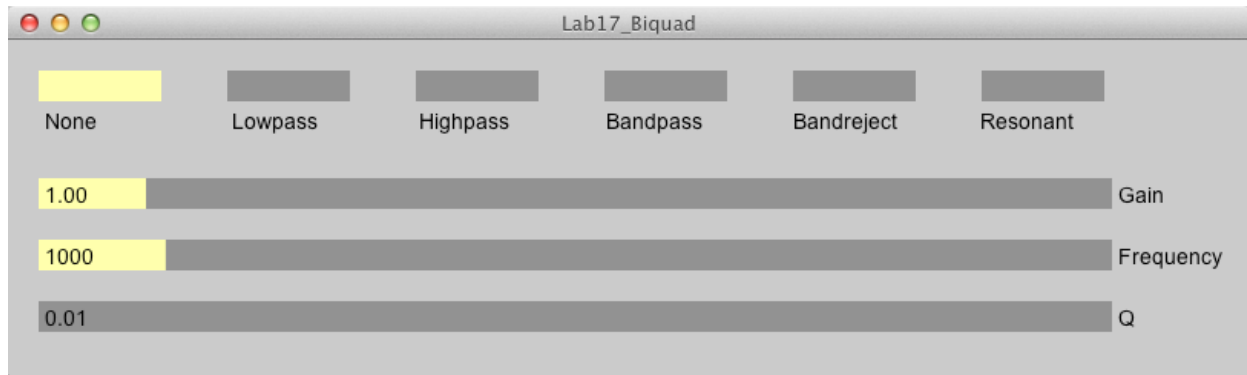 Lab17_Biquad
None Lowpass Highpass Bandpass Bandreject Resonant
1.00 Gain
1000 Frequency
0.01 Q